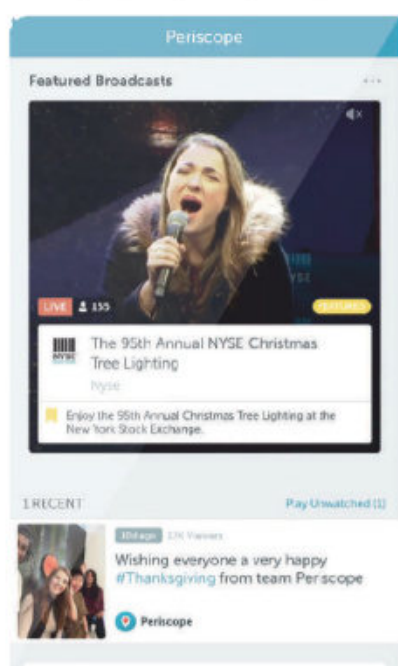 Periscope
Featured Broadcasts
LIVE 155
FEATURED
NYSE
The 95th Annual NYSE Christmas
Tree Lighting
Nyse
Enjoy the 95th Annual Christmas Tree Lighting at the
New York Stock Exchange.
1 RECENT
Play Unwatched (1)
Viewers
Wishing everyone a very happy
#Thanksgiving from team Periscope
Periscope